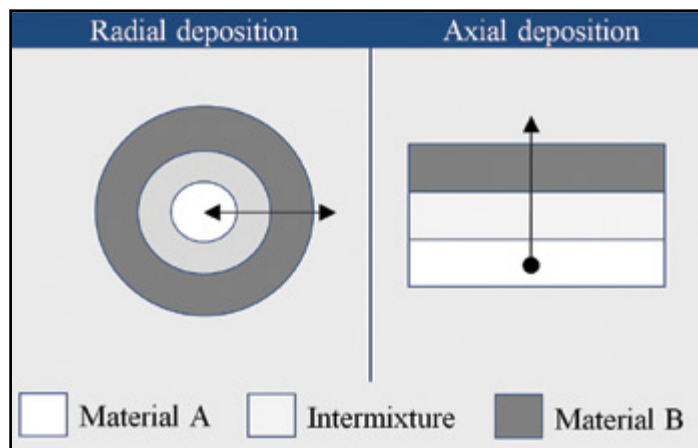 Radial deposition
Axial deposition
Material A
Intermixture
Material B